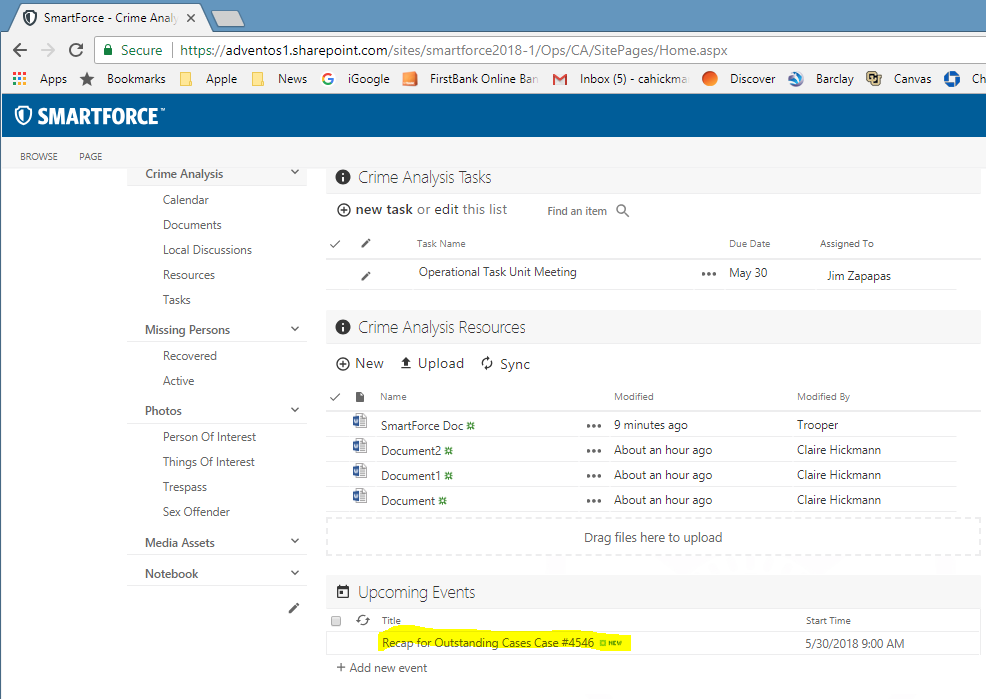 SmartForce - Crime Analy
Secure https://adventos1.sharepoint.com/sites/smartforce2018-1/Ops/CA/SitePages/Home.aspx
Apps Bookmarks Apple News iGoogle FirstBank Online Ban Inbox (5) - cahickma Discover Barclay Canvas Ch
SMARTFORCE™
BROWSE PAGE
Crime Analysis
Calendar
Documents
Local Discussions
Resources
Tasks
Missing Persons
Recovered
Active
Photos
Person Of Interest
Things Of Interest
Trespass
Sex Offender
Media Assets
Notebook
Crime Analysis Tasks
new task or edit this list Find an item
Task Name Due Date Assigned To
Operational Task Unit Meeting ••• May 30 Jim Zapapas
Crime Analysis Resources
New Upload Sync
Name Modified Modified By
SmartForce Doc ••• 9 minutes ago Trooper
Document2 ••• About an hour ago Claire Hickmann
Document1 ••• About an hour ago Claire Hickmann
Document ••• About an hour ago Claire Hickmann
Drag files here to upload
Upcoming Events
Title Start Time
Recap for Outstanding Cases Case #4546 NEW 5/30/2018 9:00 AM
+ Add new event